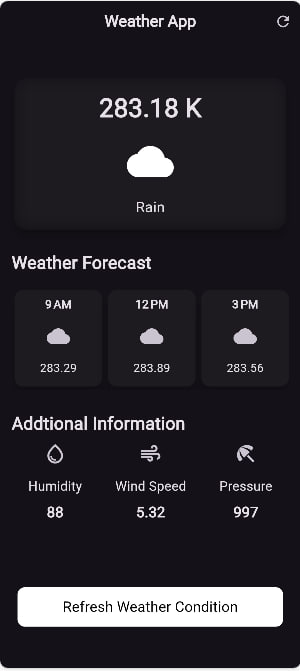 Weather App
283.18 K
Rain
Weather Forecast
9 AM 12 PM 3 PM
283.29 283.89 283.56
Addtional Information
Humidity Wind Speed Pressure
88 5.32 997
Refresh Weather Condition